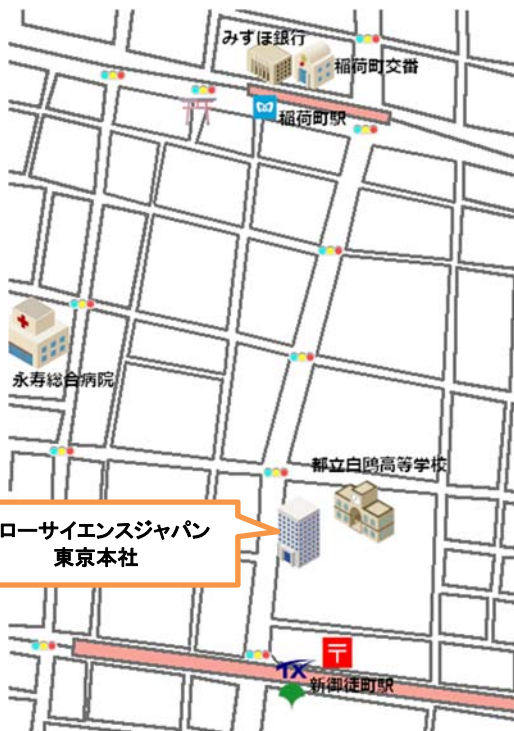 みずほ銀行
稲荷町交番
稲荷町駅
永寿総合病院
都立白鴎高等学校
ローサイエンスジャパン
東京本社
〒
TX
新御徒町駅